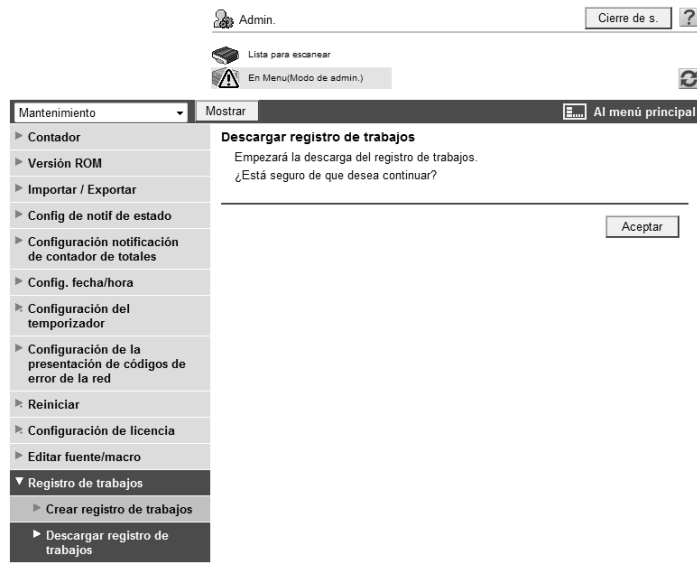 Admin.
Cierre de s.
?
Lista para escanear
En Menu(Modo de admin.)
Mantenimiento
Mostrar
Al menú principal
Contador
Versión ROM
Importar / Exportar
Config de notif de estado
Configuración notificación
de contador de totales
Config. fecha/hora
Configuración del
temporizador
Configuración de la
presentación de códigos de
error de la red
Reiniciar
Configuración de licencia
Editar fuente/macro
Registro de trabajos
Crear registro de trabajos
Descargar registro de
trabajos
Descargar registro de trabajos
Empezará la descarga del registro de trabajos.
¿Está seguro de que desea continuar?
Aceptar